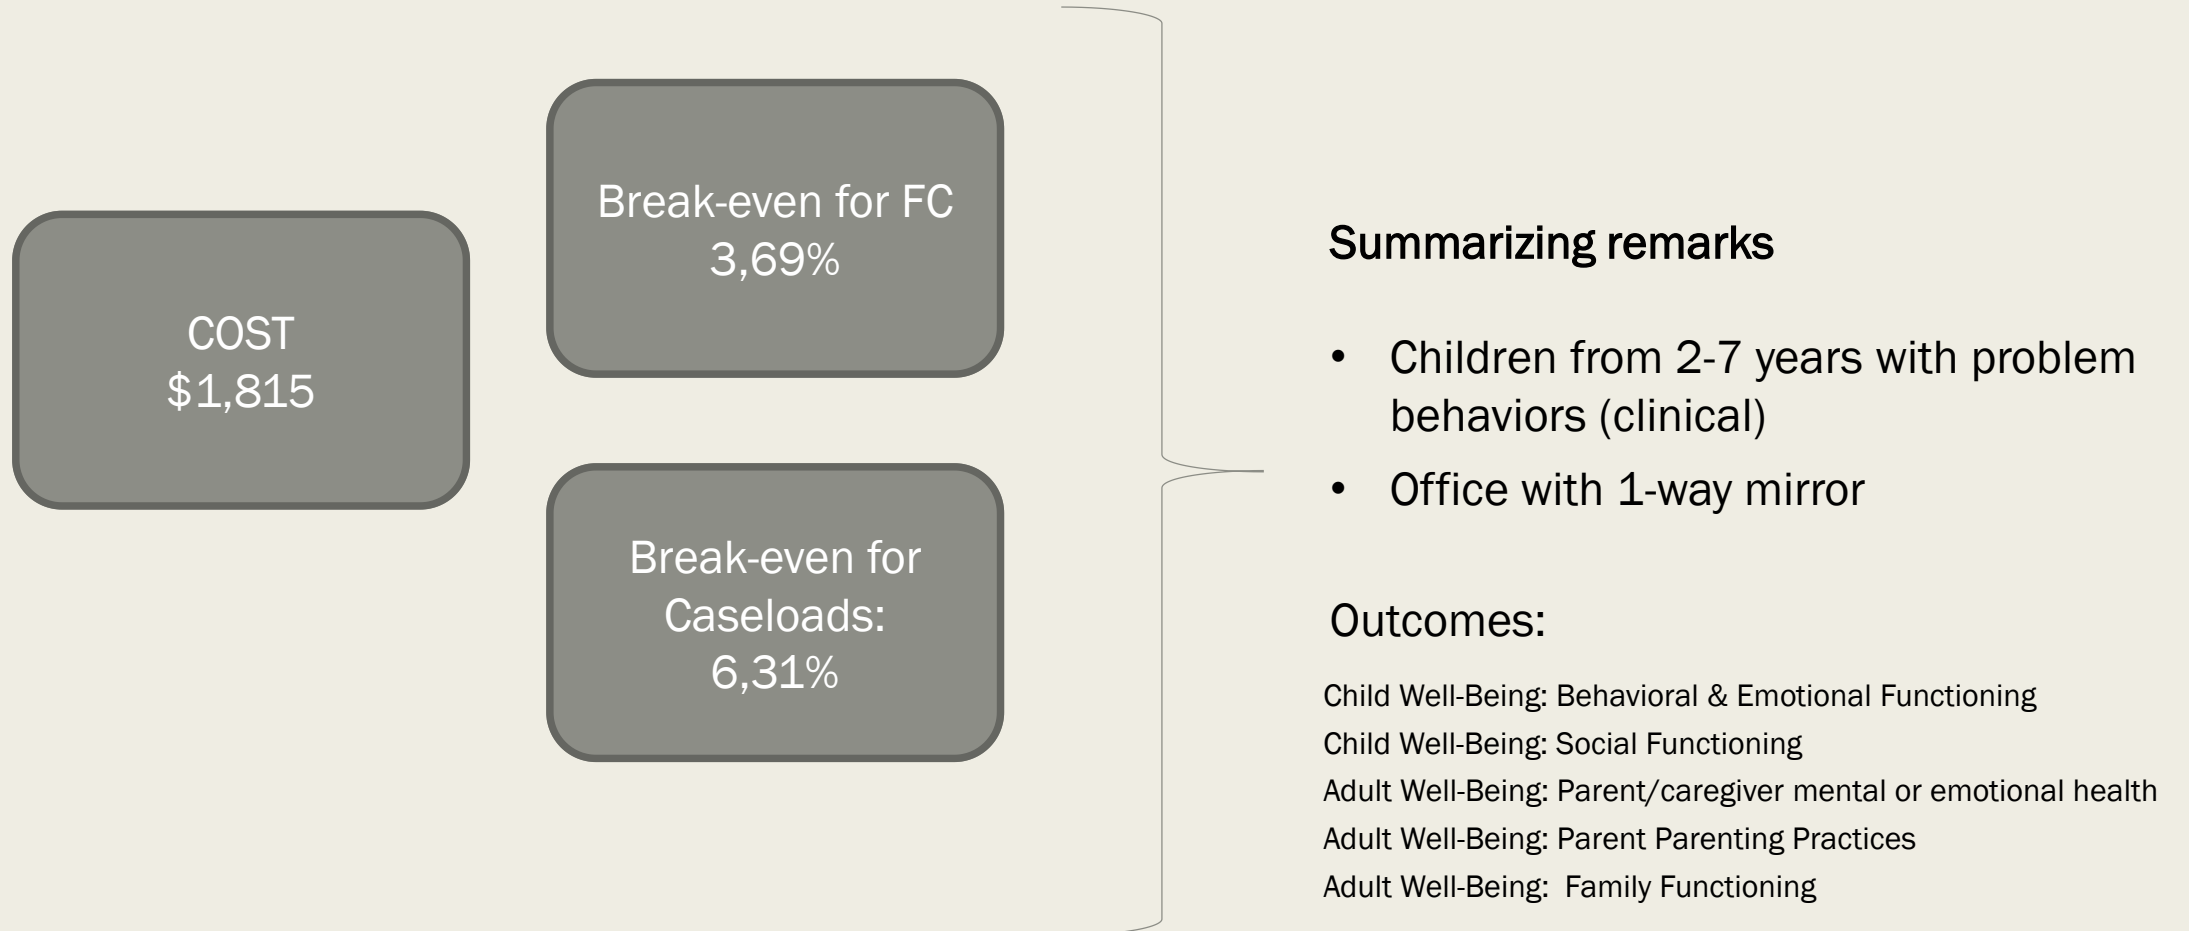 COST
$1,815
Break-even for FC
3,69%
Break-even for
Caseloads:
6,31%
Summarizing remarks
• Children from 2-7 years with problem
behaviors (clinical)
• Office with 1-way mirror
Outcomes:
Child Well-Being: Behavioral & Emotional Functioning
Child Well-Being: Social Functioning
Adult Well-Being: Parent/caregiver mental or emotional health
Adult Well-Being: Parent Parenting Practices
Adult Well-Being:  Family Functioning